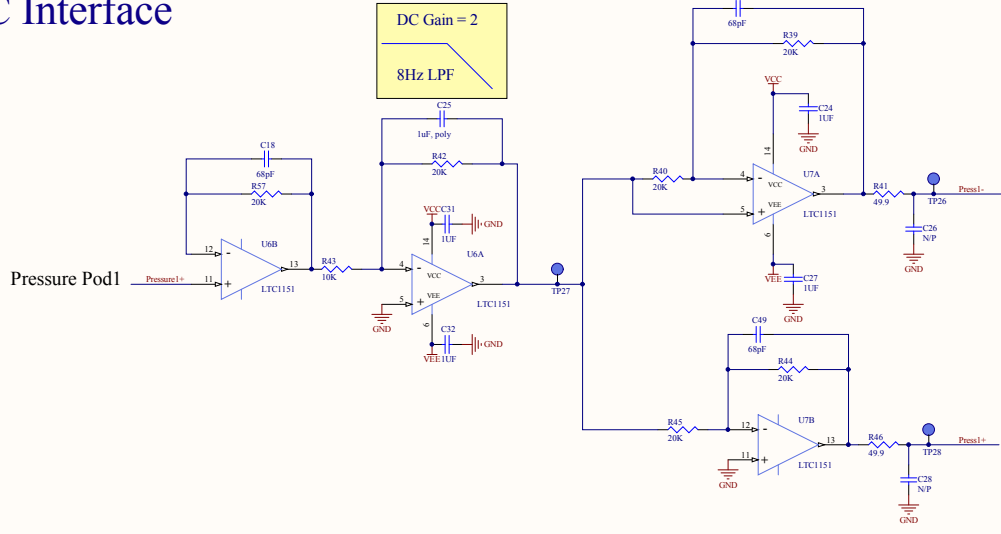 C Interface
DC Gain = 2
8Hz LPF
68pF
R39
20K
VCC
C24
1UF
GND
C25
1uF, poly
R42
20K
C18
68pF
R57
20K
14
R40
20K
4
-
VCC
U7A
3
R41
49.9
TP26
Press1-
5
+
VEE
LTC1151
6
C26
N/P
GND
VCC
C31
1UF
GND
14
U6B
12
-
13
11
+
LTC1151
Pressure Pod1
Pressure1+
R43
10K
U6A
4
-
VCC
3
5
+
VEE
LTC1151
6
GND
TP27
VEE
C27
1UF
GND
C32
1UF
GND
VEE
C49
68pF
R44
20K
R45
20K
U7B
12
-
13
11
+
LTC1151
GND
R46
49.9
TP28
Press1+
C28
N/P
GND